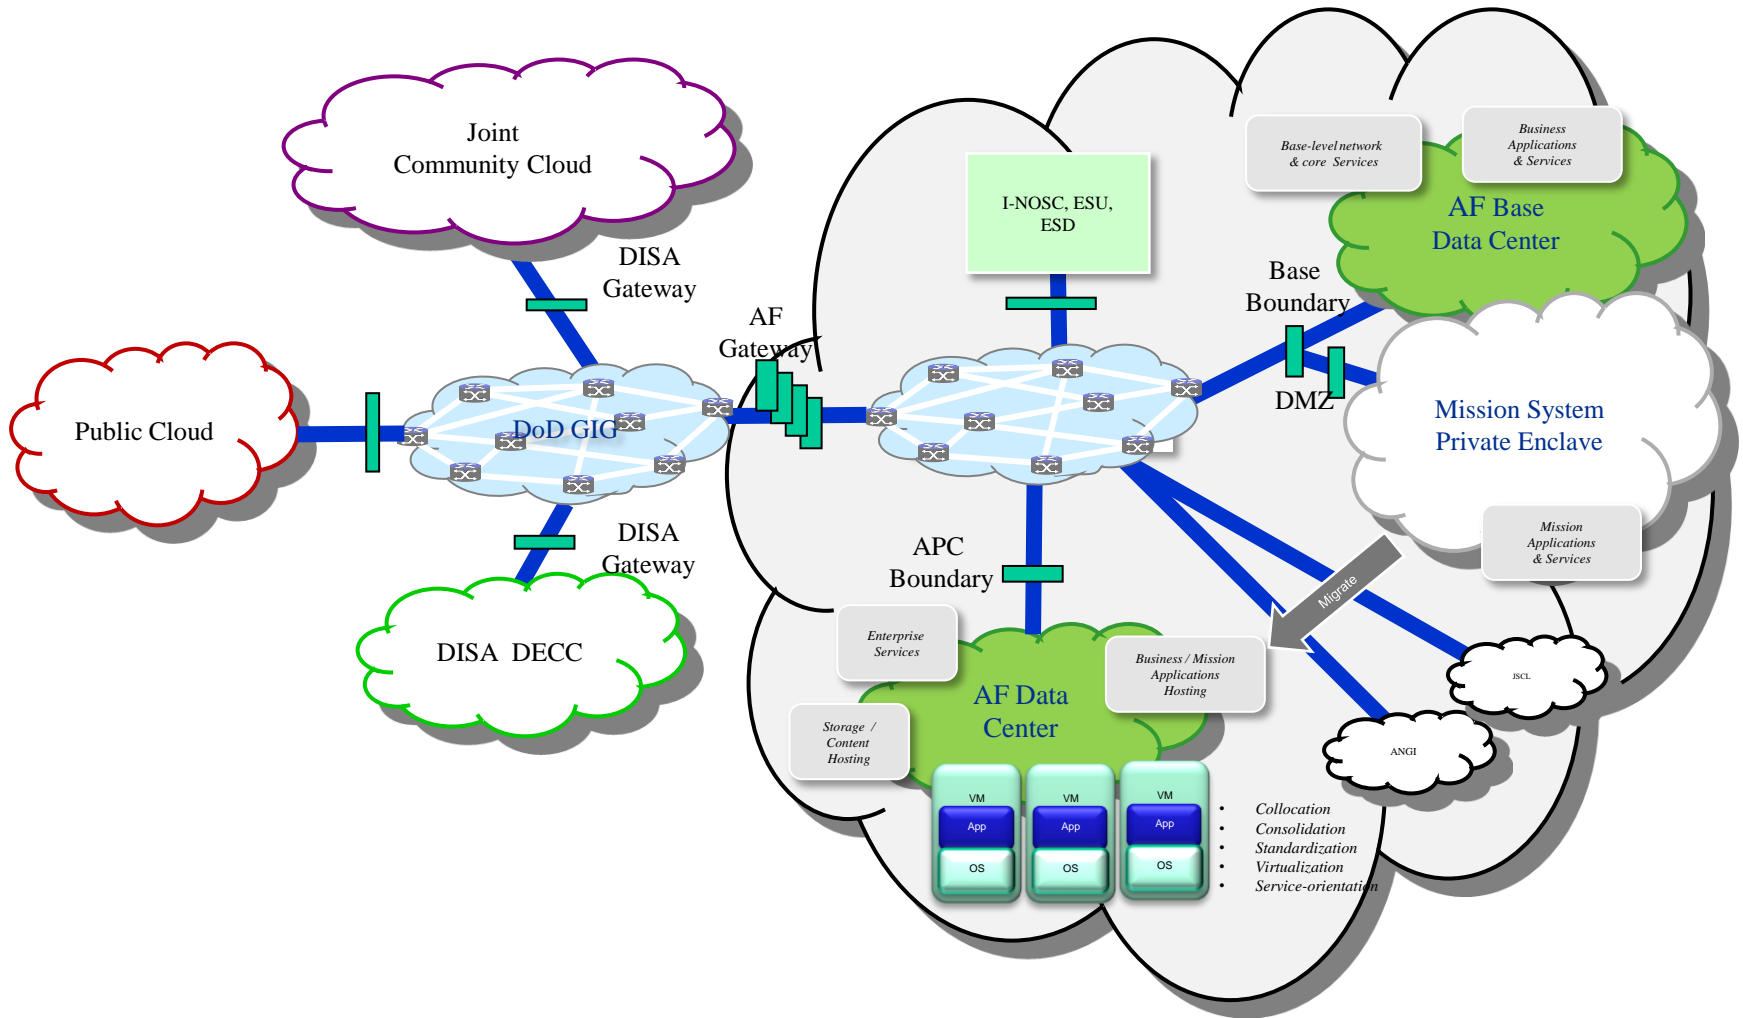 Joint
Community Cloud
DISA
Gateway
Public Cloud
DoD GIG
DISA
Gateway
DISA DECC
AF
Gateway
I-NOSC, ESU,
ESD
Base-level network
& core Services
Business
Applications
& Services
AF Base
Data Center
Base
Boundary
DMZ
Mission System
Private Enclave
Mission
Applications
& Services
APC
Boundary
Migrate
Enterprise
Services
Business / Mission
Applications
Hosting
Storage /
Content
Hosting
AF Data
Center
JSCL
ANGI
VM
App
OS
VM
App
OS
VM
App
OS
• Collocation
• Consolidation
• Standardization
• Virtualization
• Service-orientation